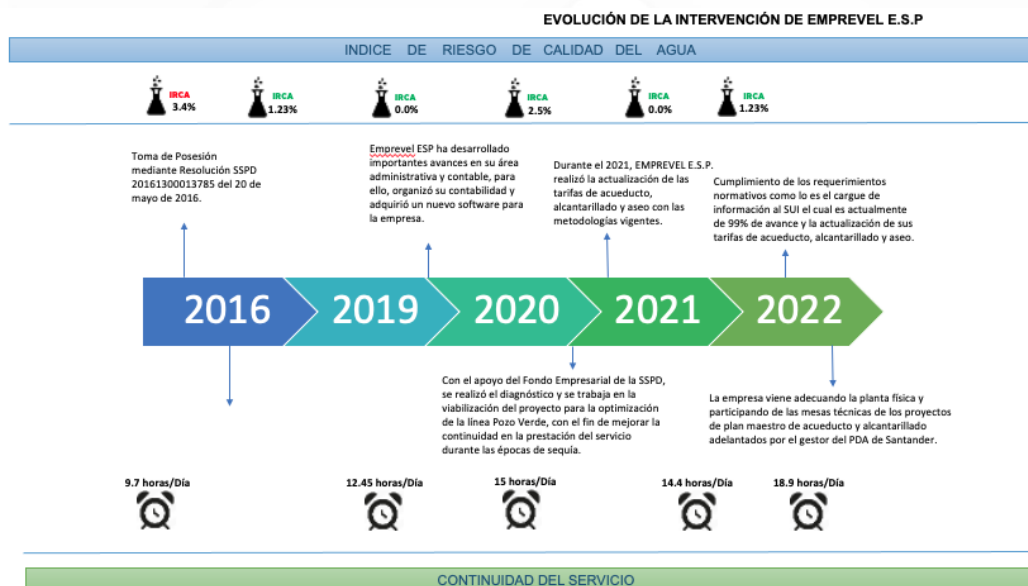 EVOLUCIÓN DE LA INTERVENCIÓN DE EMPREVEL E.S.P
INDICE DE RIESGO DE CALIDAD DEL AGUA
IRCA
3.4%
IRCA
1.23%
IRCA
0.0%
IRCA
2.5%
IRCA
0.0%
IRCA
1.23%
Toma de Posesión
mediante Resolución SSPD
20161300013785 del 20 de
mayo de 2016.
Emprevel ESP ha desarrollado
importantes avances en su área
administrativa y contable, para
ello, organizó su contabilidad y
adquirió un nuevo software para
la empresa.
Durante el 2021, EMPREVEL E.S.P.
realizó la actualización de las
tarifas de acueducto,
alcantarillado y aseo con las
metodologías vigentes.
Cumplimiento de los requerimientos
normativos como lo es el cargue de
información al SUI el cual es actualmente
de 99% de avance y la actualización de sus
tarifas de acueducto, alcantarillado y aseo.
2016
2019
2020
2021
2022
Con el apoyo del Fondo Empresarial de la SSPD,
se realizó el diagnóstico y se trabaja en la
viabilización del proyecto para la optimización
de la línea Pozo Verde, con el fin de mejorar la
continuidad en la prestación del servicio
durante las épocas de sequía.
La empresa viene adecuando la planta física y
participando de las mesas técnicas de los proyectos
de plan maestro de acueducto y alcantarillado
adelantados por el gestor del PDA de Santander.
9.7 horas/Día
12.45 horas/Día
15 horas/Día
14.4 horas/Día
18.9 horas/Día
CONTINUIDAD DEL SERVICIO